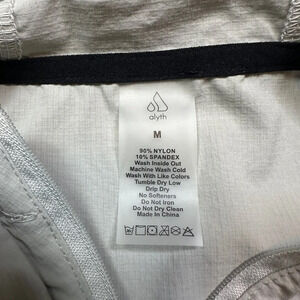 alyth
M
90% NYLON
10% SPANDEX
Wash Inside Out
Machine Wash Cold
Wash With Like Colors
Tumble Dry Low
Drip Dry
No Softeners
Do Not Iron
Do Not Dry Clean
Made In China